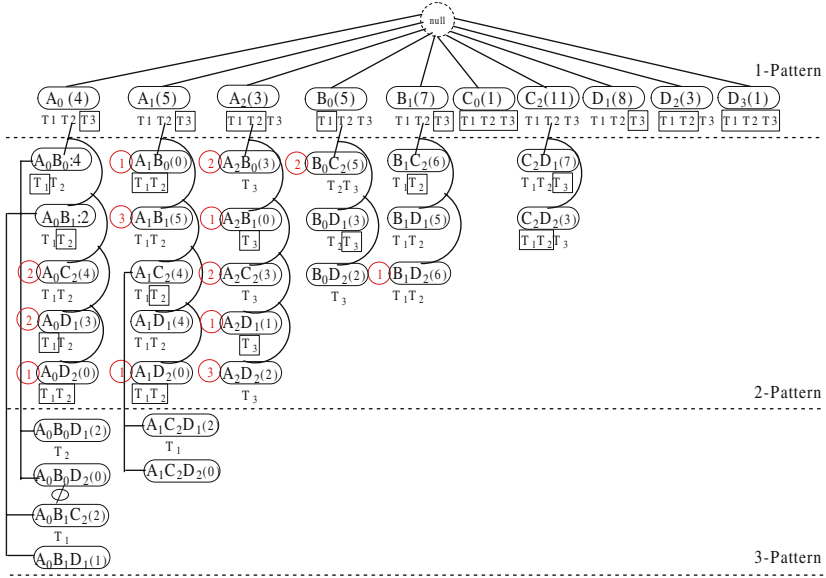 null
1-Pattern
A0 (4) A1 (5) A2 (3) B0 (5) B1 (7) C0 (1) C2 (11) D1 (8) D2 (3) D3 (1)
T1 T2 T3 T1 T2 T3 T1 T2 T3 T1 T2 T3 T1 T2 T3 T1 T2 T3 T1 T2 T3 T1 T2 T3 T1 T2 T3 T1 T2 T3
A0B0:4 1 A1B0(0) 2 A2B0(3) 2 B0C2(5) B1C2(6) C2D1(7)
T1T2 T1T2 T3 T2T3 T1T2 T1T2T3
A0B1:2 3 A1B1(5) 1 A2B1(0) B0D1(3) B1D1(5) C2D2(3)
T1T2 T1T2 T3 T2T3 T1T2 T1T2T3
2 A0C2(4) A1C2(4) 2 A2C2(3) B0D2(2) 1 B1D2(6)
T1T2 T1T2 T3 T3 T1T2
2 A0D1(3) A1D1(4) 1 A2D1(1)
T1T2 T1T2 T3
1 A0D2(0) 1 A1D2(0) 3 A2D2(2)
T1T2 T1T2 T3
2-Pattern
A0B0D1(2) A1C2D1(2)
T2 T1
A0B0D2(0) A1C2D2(0)
A0B1C2(2)
T1
A0B1D1(1)
3-Pattern